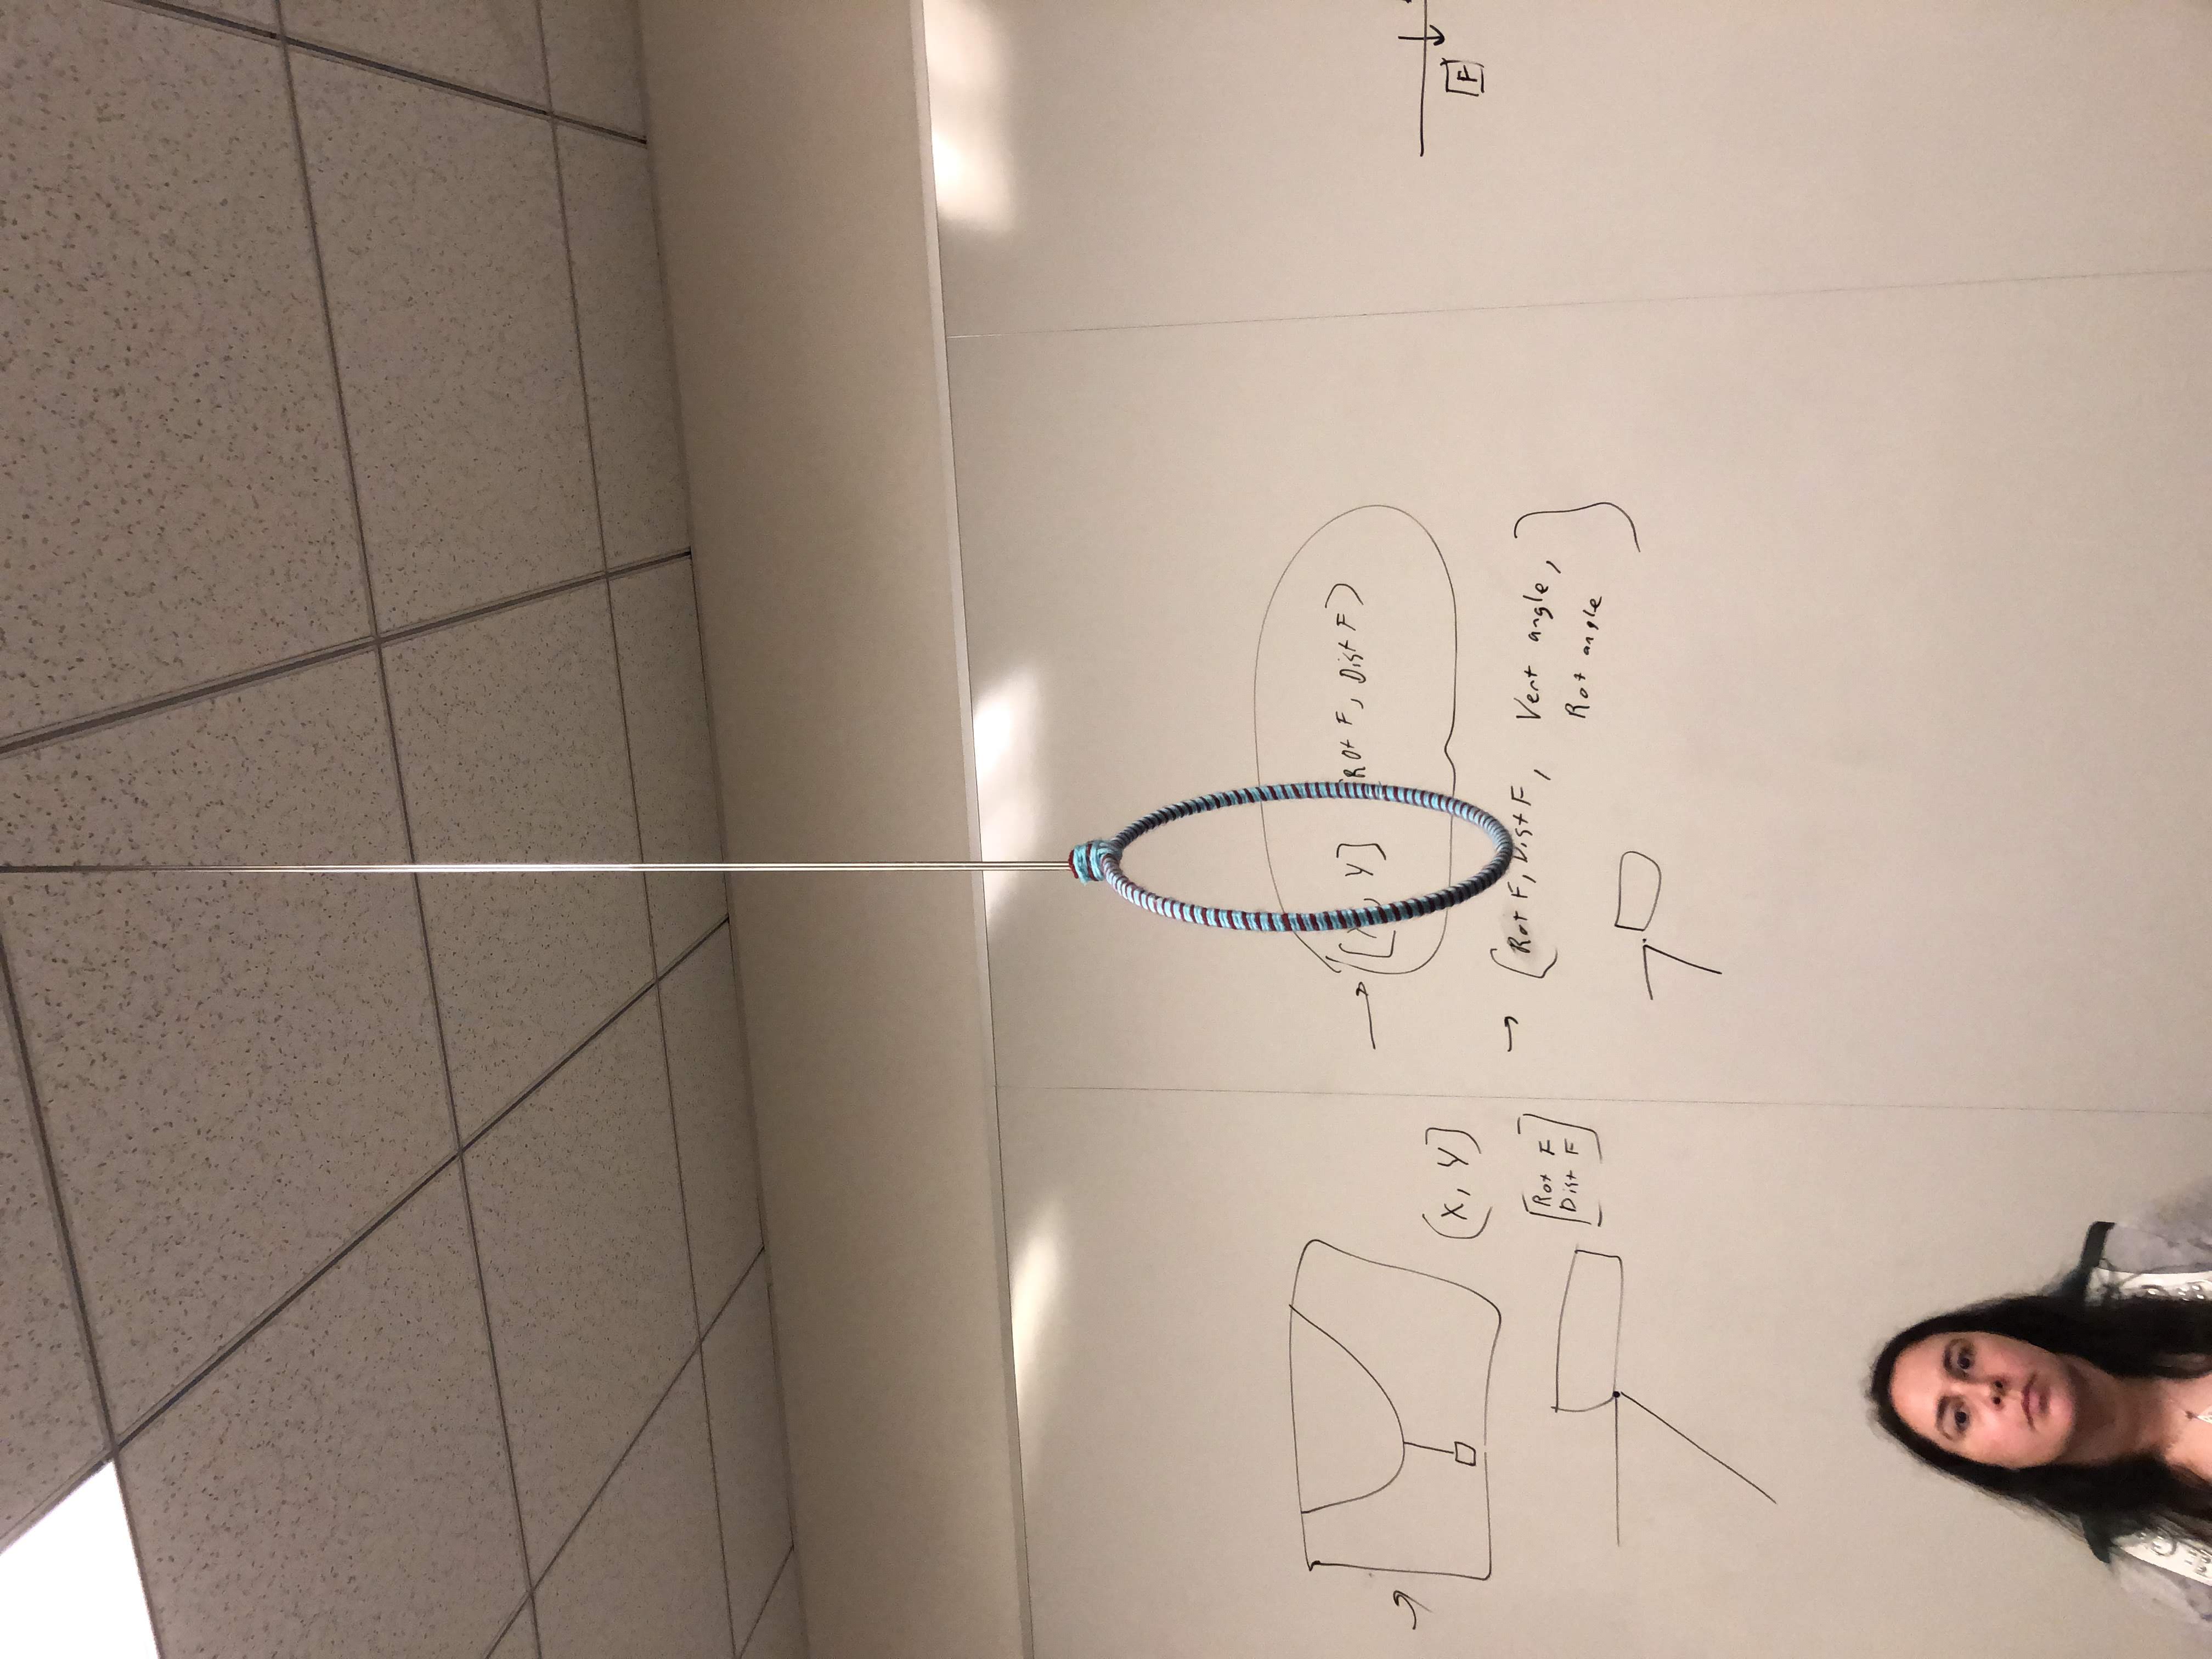 (X, Y]
[Rot F
Dist F]
→ [X, Y] (Rot F, Dist F)
→ (Rot F, Dist F, Vert angle,
Rot angle)
F